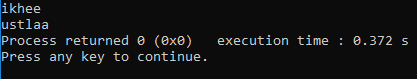 ikhee
ustlaa
Process returned 0 (0x0)   execution time : 0.372 s
Press any key to continue.